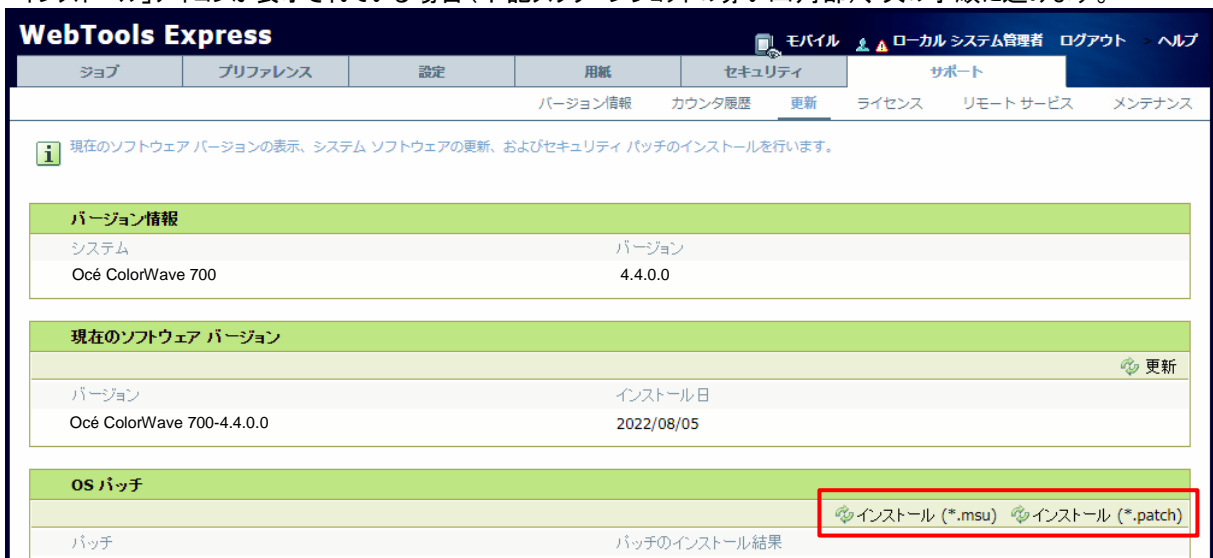 WebTools Express
モバイル ローカル システム管理者 ログアウト ヘルプ
ジョブ プリファレンス 設定 用紙 セキュリティ サポート
バージョン情報 カウンタ履歴 更新 ライセンス リモート サービス メンテナンス
現在のソフトウェア バージョンの表示、システム ソフトウェアの更新、およびセキュリティ パッチのインストールを行います。
バージョン情報
システム バージョン
Océ ColorWave 700 4.4.0.0
現在のソフトウェア バージョン
更新
バージョン インストール日
Océ ColorWave 700-4.4.0.0 2022/08/05
OS パッチ
インストール (*.msu) インストール (*.patch)
パッチ パッチのインストール結果